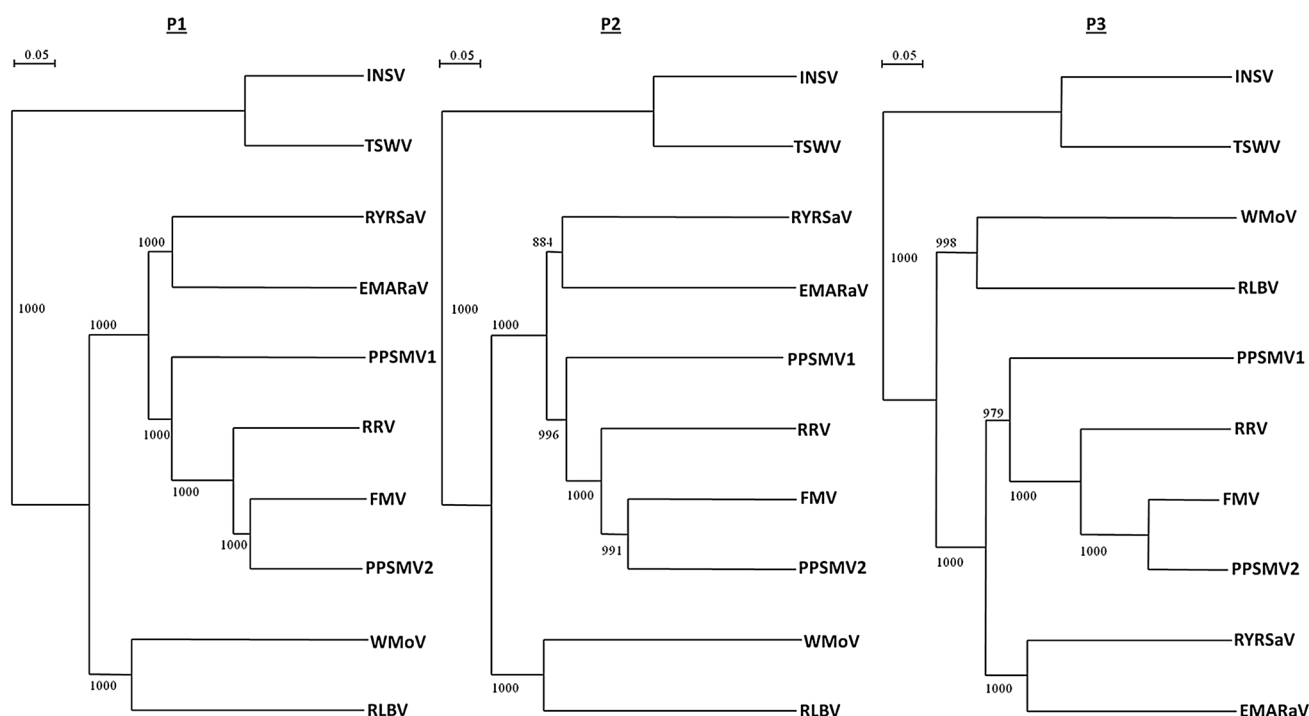 P1
0.05
INSV
TSWV
RYRSaV
1000
EMARaV
1000
1000
PPSMV1
1000
RRV
1000
FMV
1000
PPSMV2
WMoV
1000
RLBV
P2
0.05
INSV
TSWV
RYRSaV
884
EMARaV
1000
1000
PPSMV1
996
RRV
1000
FMV
991
PPSMV2
WMoV
1000
RLBV
P3
0.05
INSV
TSWV
WMoV
998
1000
RLBV
PPSMV1
979
RRV
1000
FMV
1000
1000
PPSMV2
RYRSaV
1000
EMARaV